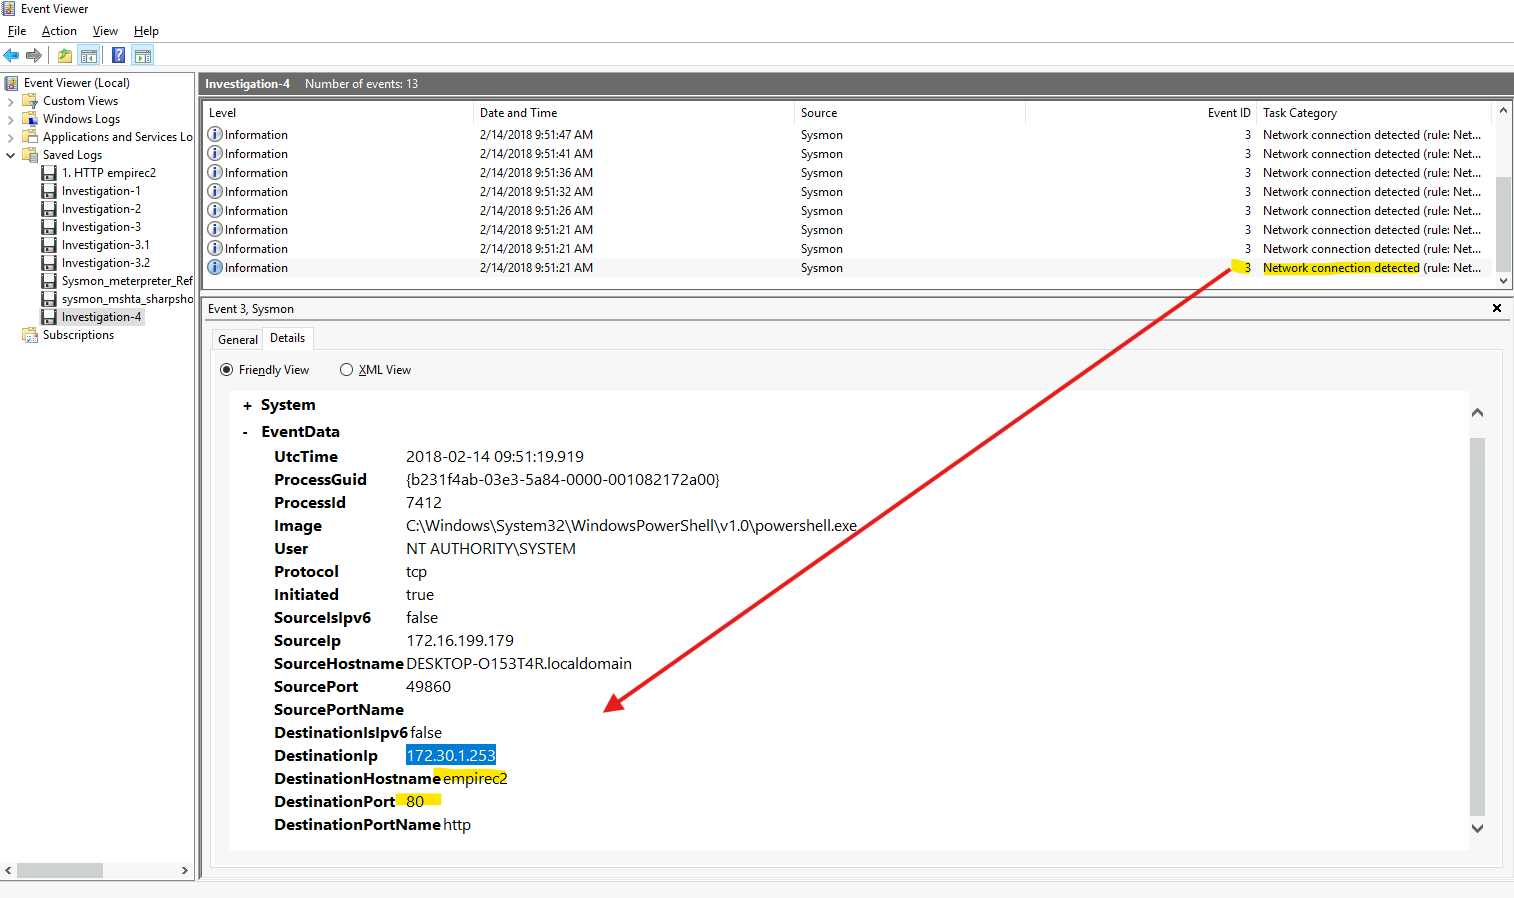 Event Viewer
File Action View Help
Event Viewer (Local)
Custom Views
Windows Logs
Applications and Services Lo
Saved Logs
1. HTTP empirec2
Investigation-1
Investigation-2
Investigation-3
Investigation-3.1
Investigation-3.2
Sysmon_meterpreter_Ref
sysmon_mshta_sharpsho
Investigation-4
Subscriptions
Investigation-4 Number of events: 13
Level Date and Time Source Event ID Task Category
Information 2/14/2018 9:51:47 AM Sysmon 3 Network connection detected (rule: Net...
Information 2/14/2018 9:51:41 AM Sysmon 3 Network connection detected (rule: Net...
Information 2/14/2018 9:51:36 AM Sysmon 3 Network connection detected (rule: Net...
Information 2/14/2018 9:51:32 AM Sysmon 3 Network connection detected (rule: Net...
Information 2/14/2018 9:51:26 AM Sysmon 3 Network connection detected (rule: Net...
Information 2/14/2018 9:51:21 AM Sysmon 3 Network connection detected (rule: Net...
Information 2/14/2018 9:51:21 AM Sysmon 3 Network connection detected (rule: Net...
Information 2/14/2018 9:51:21 AM Sysmon 3 Network connection detected (rule: Net...
Event 3, Sysmon
General Details
Friendly View XML View
+ System
- EventData
UtcTime 2018-02-14 09:51:19.919
ProcessGuid {b231f4ab-03e3-5a84-0000-001082172a00}
ProcessId 7412
Image C:\Windows\System32\WindowsPowerShell\v1.0\powershell.exe
User NT AUTHORITY\SYSTEM
Protocol tcp
Initiated true
SourceIsIpv6 false
SourceIp 172.16.199.179
SourceHostname DESKTOP-O153T4R.localdomain
SourcePort 49860
SourcePortName
DestinationIsIpv6 false
DestinationIp 172.30.1.253
DestinationHostname empirec2
DestinationPort 80
DestinationPortName http